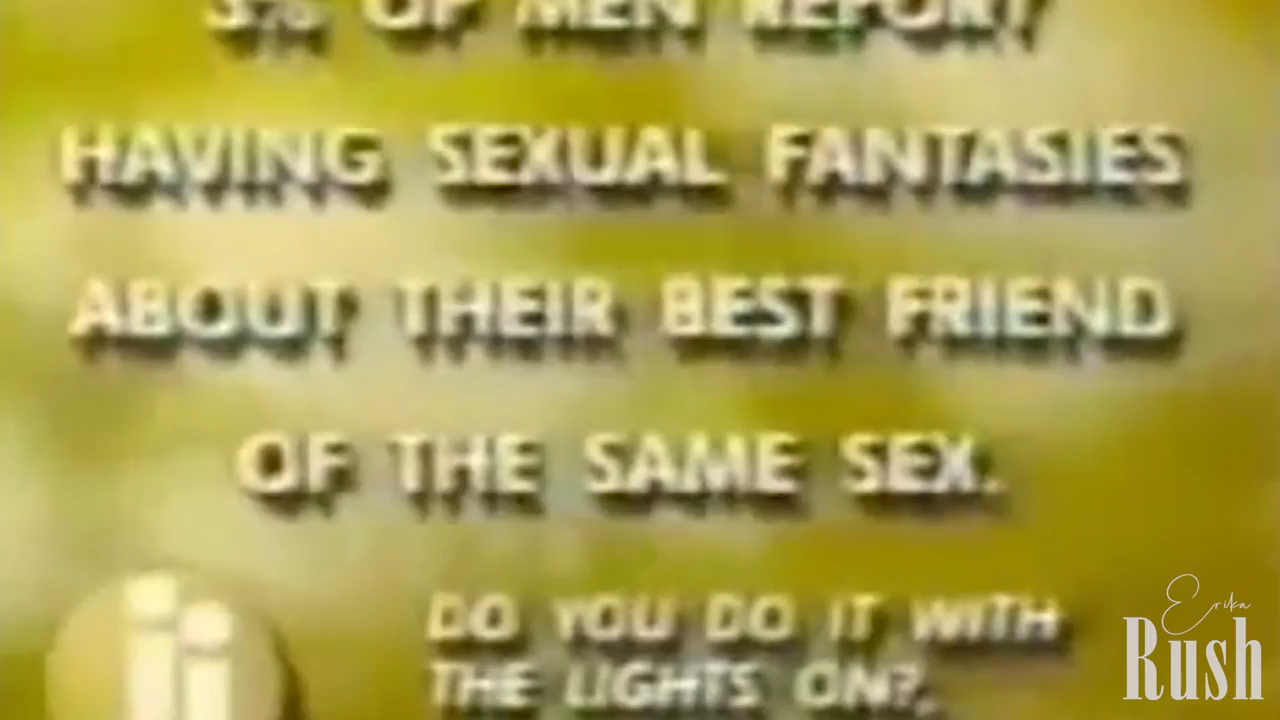 3% OF MEN REPORT
HAVING SEXUAL FANTASIES
ABOUT THEIR BEST FRIEND
OF THE SAME SEX.
DO YOU DO IT WITH
THE LIGHTS ON?
Erika
Rush